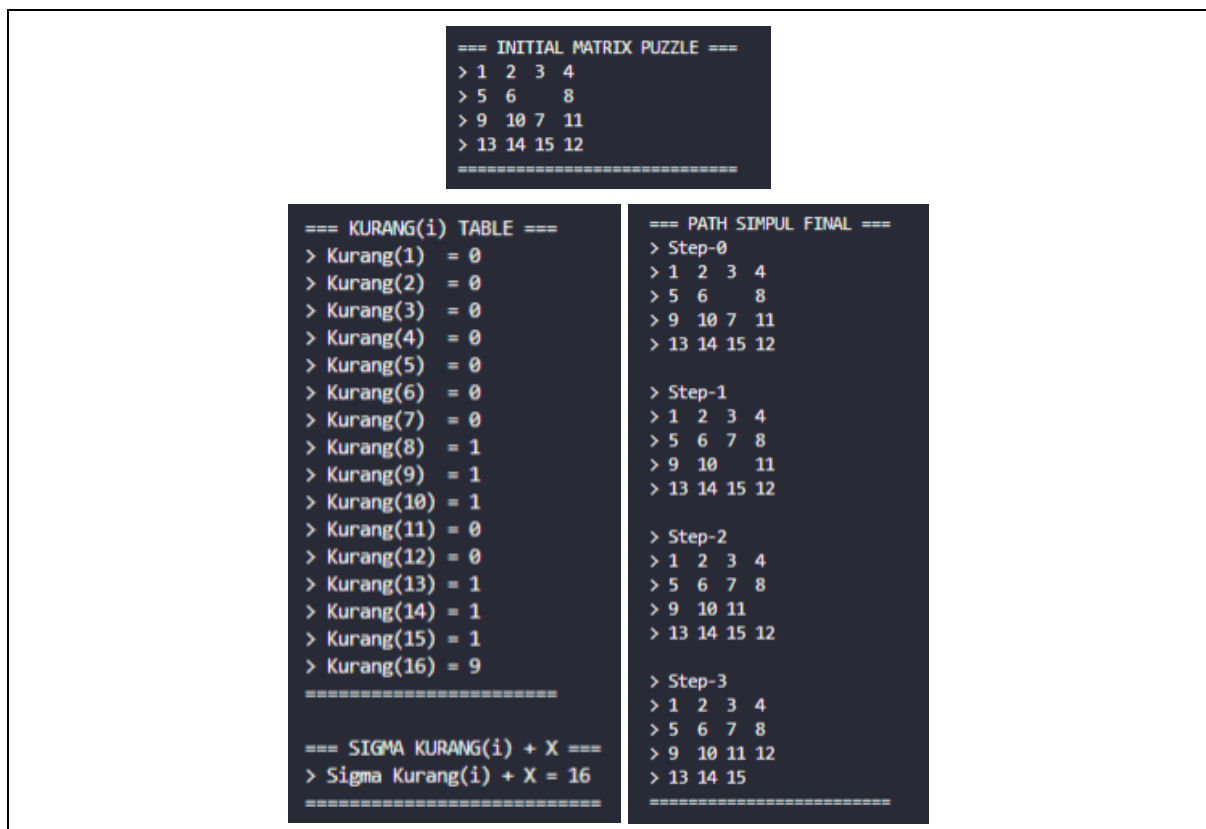 === INITIAL MATRIX PUZZLE ===
> 1  2  3  4
> 5  6     8
> 9  10 7  11
> 13 14 15 12
=============================
=== KURANG(i) TABLE ===
> Kurang(1)  = 0
> Kurang(2)  = 0
> Kurang(3)  = 0
> Kurang(4)  = 0
> Kurang(5)  = 0
> Kurang(6)  = 0
> Kurang(7)  = 0
> Kurang(8)  = 1
> Kurang(9)  = 1
> Kurang(10) = 1
> Kurang(11) = 0
> Kurang(12) = 0
> Kurang(13) = 1
> Kurang(14) = 1
> Kurang(15) = 1
> Kurang(16) = 9
=======================
=== SIGMA KURANG(i) + X ===
> Sigma Kurang(i) + X = 16
===========================
=== PATH SIMPUL FINAL ===
> Step-0
> 1  2  3  4
> 5  6     8
> 9  10 7  11
> 13 14 15 12
> Step-1
> 1  2  3  4
> 5  6  7  8
> 9  10    11
> 13 14 15 12
> Step-2
> 1  2  3  4
> 5  6  7  8
> 9  10 11
> 13 14 15 12
> Step-3
> 1  2  3  4
> 5  6  7  8
> 9  10 11 12
> 13 14 15
=========================